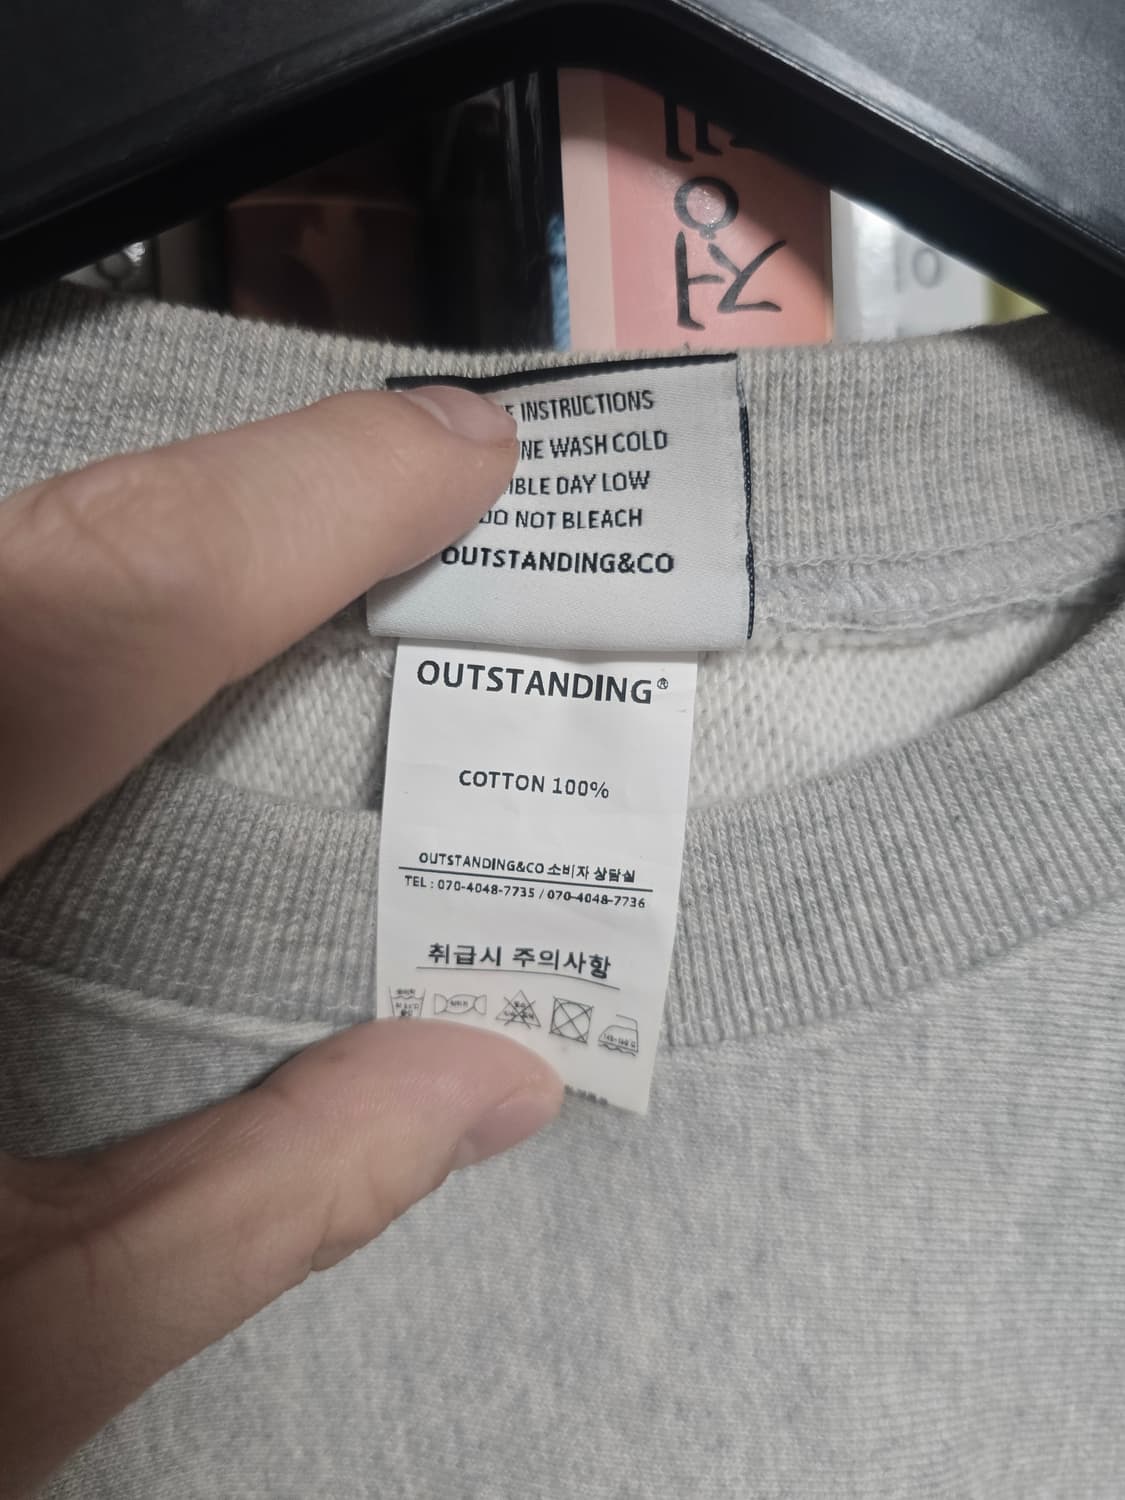 INSTRUCTIONS
WASH COLD
DAY LOW
DO NOT BLEACH
OUTSTANDING&CO
OUTSTANDING®
COTTON 100%
OUTSTANDING&CO 소비자 상담실
TEL : 070-4048-7735 / 070-4048-7736
취급시 주의사항